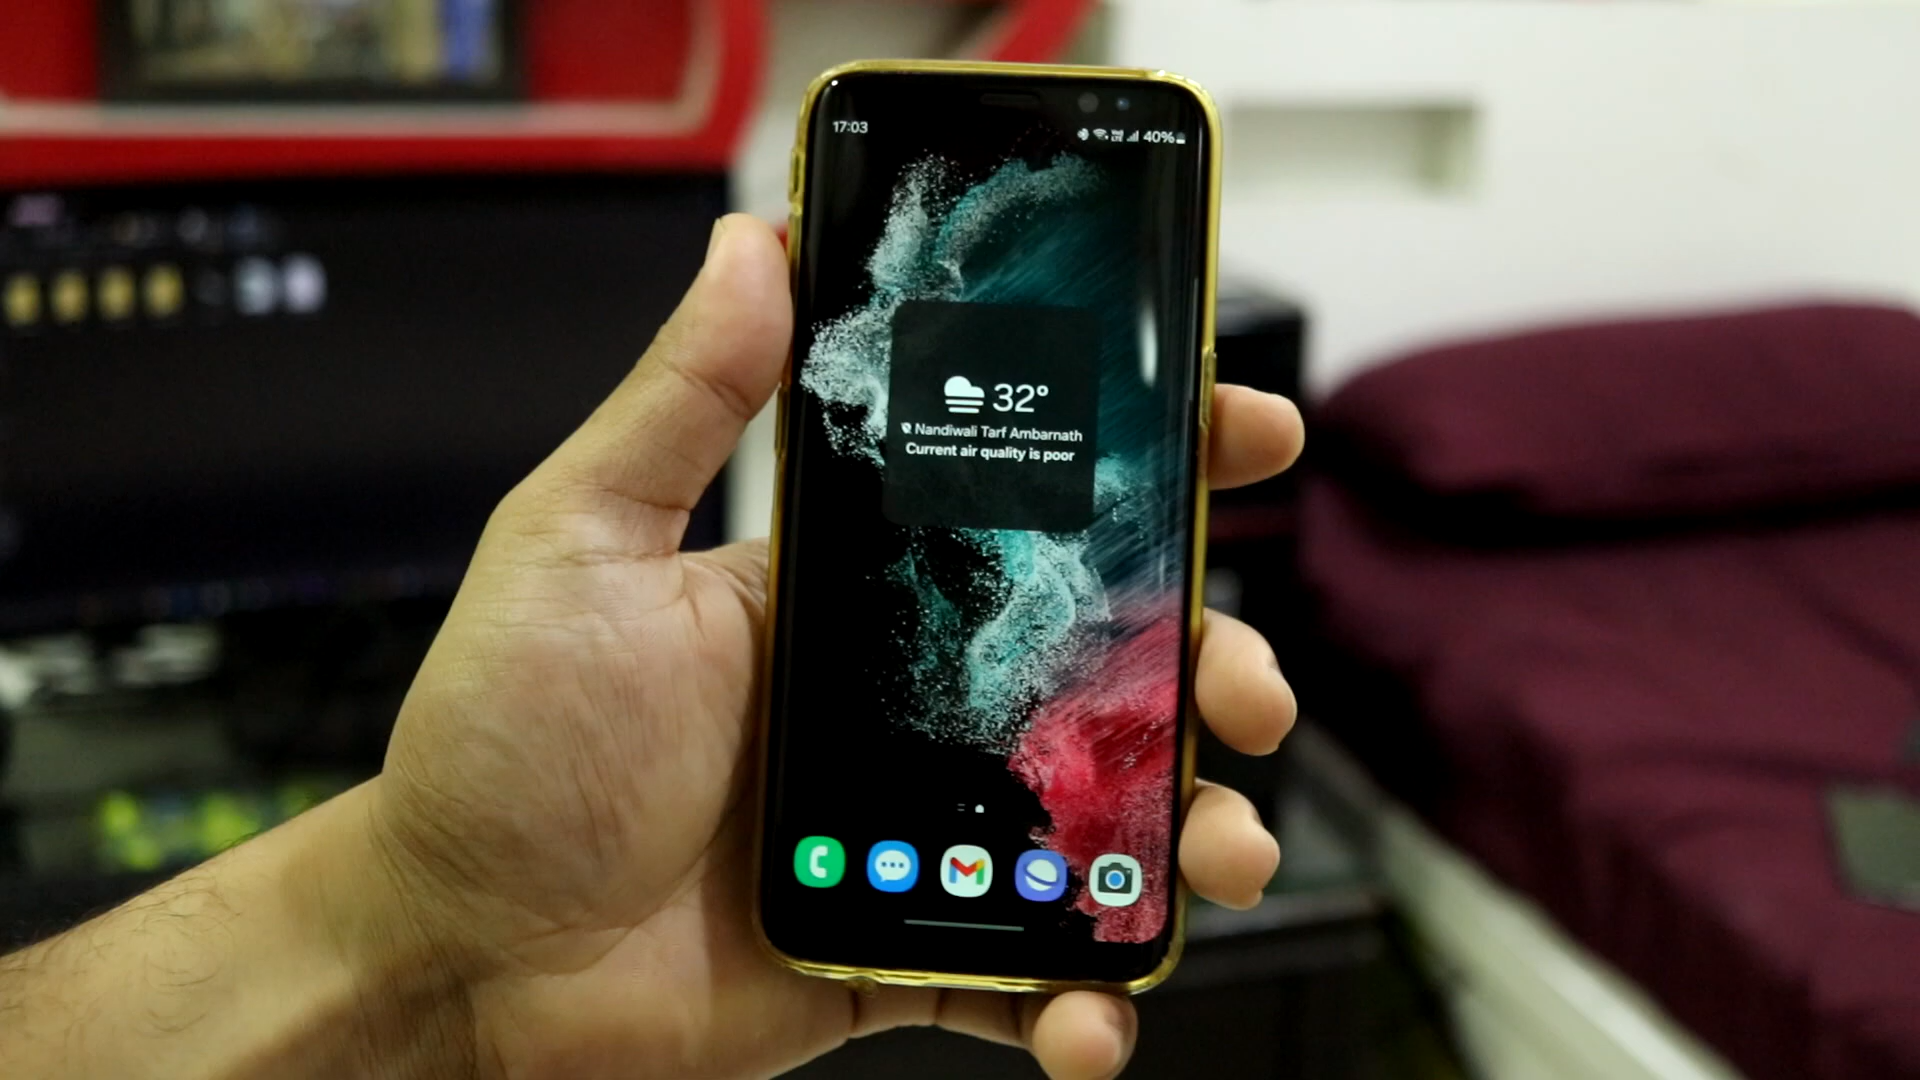 17:03
40%
32°
Nandiwali Tarf Ambarnath
Current air quality is poor